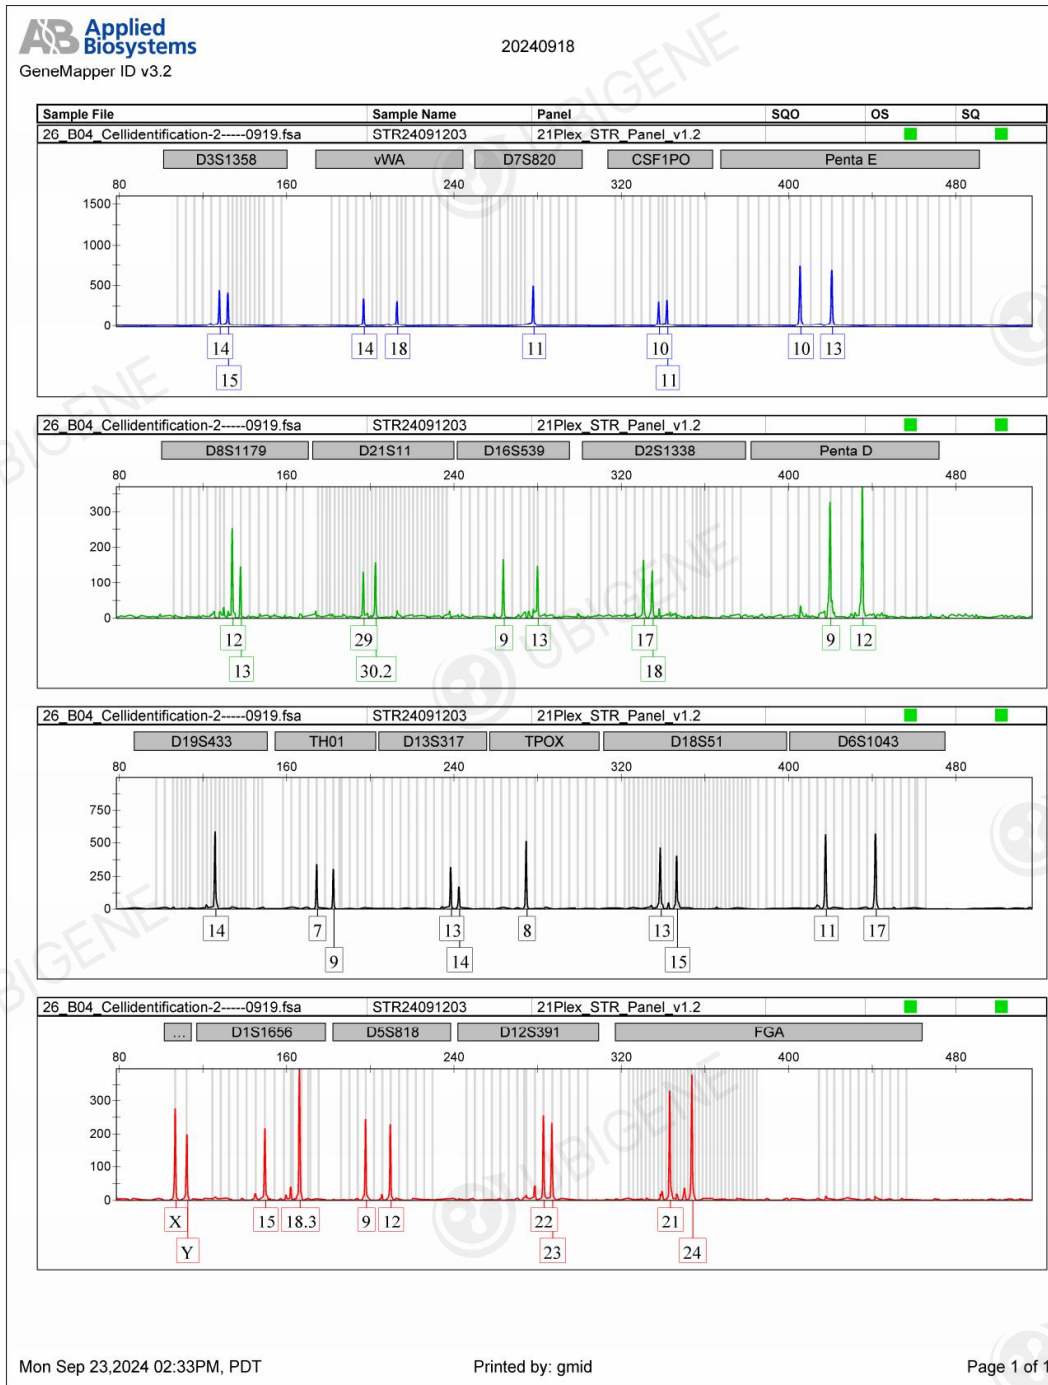 AB Applied
Biosystems
GeneMapper ID v3.2
20240918
Sample File Sample Name Panel SQO OS SQ
26_B04_Cellidentification-2-----0919.fsa STR24091203 21Plex_STR_Panel_v1.2
D3S1358 vWA D7S820 CSF1PO Penta E
80 160 240 320 400 480
1500
1000
500
0
14 14 18 11 10 10 13
15 11
26_B04_Cellidentification-2-----0919.fsa STR24091203 21Plex_STR_Panel_v1.2
D8S1179 D21S11 D16S539 D2S1338 Penta D
80 160 240 320 400 480
300
200
100
0
12 29 9 13 17 9 12
13 30.2 18
26_B04_Cellidentification-2-----0919.fsa STR24091203 21Plex_STR_Panel_v1.2
D19S433 TH01 D13S317 TPOX D18S51 D6S1043
80 160 240 320 400 480
750
500
250
0
14 7 13 8 13 11 17
9 14 15
26_B04_Cellidentification-2-----0919.fsa STR24091203 21Plex_STR_Panel_v1.2
... D1S1656 D5S818 D12S391 FGA
80 160 240 320 400 480
300
200
100
0
X 15 18.3 9 12 22 21
Y 23 24
Mon Sep 23,2024 02:33PM, PDT Printed by: gmid Page 1 of 1
UBIGENE
UBIGENE
UBIGENE
UBIGENE
UBIGENE